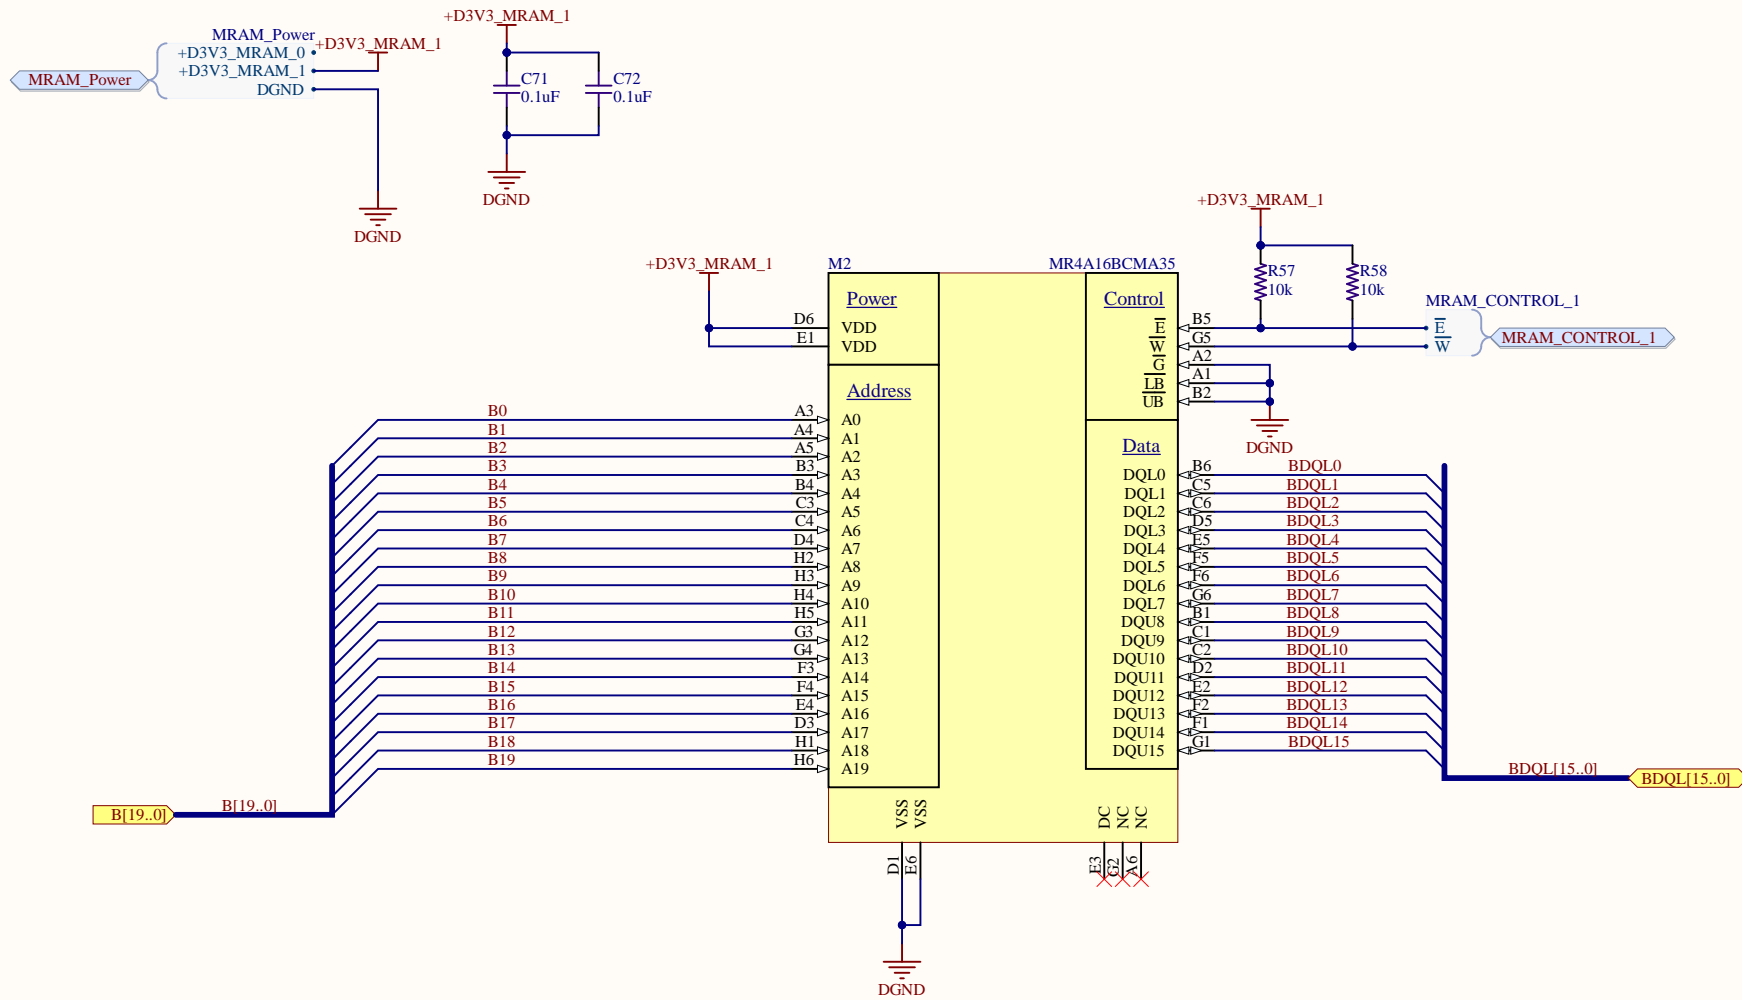 MRAM_Power
MRAM_Power
+D3V3_MRAM_0
+D3V3_MRAM_1
DGND
+D3V3_MRAM_1
DGND
+D3V3_MRAM_1
C71
0.1uF
C72
0.1uF
DGND
+D3V3_MRAM_1
M2
MR4A16BCMA35
Power
D6 VDD
E1 VDD
Address
B0 A3 A0
B1 A4 A1
B2 A5 A2
B3 B3 A3
B4 B4 A4
B5 C3 A5
B6 C4 A6
B7 D4 A7
B8 H2 A8
B9 H3 A9
B10 H4 A10
B11 H5 A11
B12 G3 A12
B13 G4 A13
B14 F3 A14
B15 F4 A15
B16 E4 A16
B17 D3 A17
B18 H1 A18
B19 H6 A19
B[19..0]
B[19..0]
+D3V3_MRAM_1
R57
10k
R58
10k
Control
E B5
W G5
G A2
LB A1
UB B2
DGND
MRAM_CONTROL_1
E
W
MRAM_CONTROL_1
Data
DQL0 B6 BDQL0
DQL1 C5 BDQL1
DQL2 C6 BDQL2
DQL3 D5 BDQL3
DQL4 E5 BDQL4
DQL5 F5 BDQL5
DQL6 F6 BDQL6
DQL7 G6 BDQL7
DQU8 B1 BDQL8
DQU9 C1 BDQL9
DQU10 C2 BDQL10
DQU11 D2 BDQL11
DQU12 E2 BDQL12
DQU13 F2 BDQL13
DQU14 F1 BDQL14
DQU15 G1 BDQL15
BDQL[15..0]
BDQL[15..0]
VSS
VSS
D1
E6
DGND
DC
NC
NC
E3
G2
A6